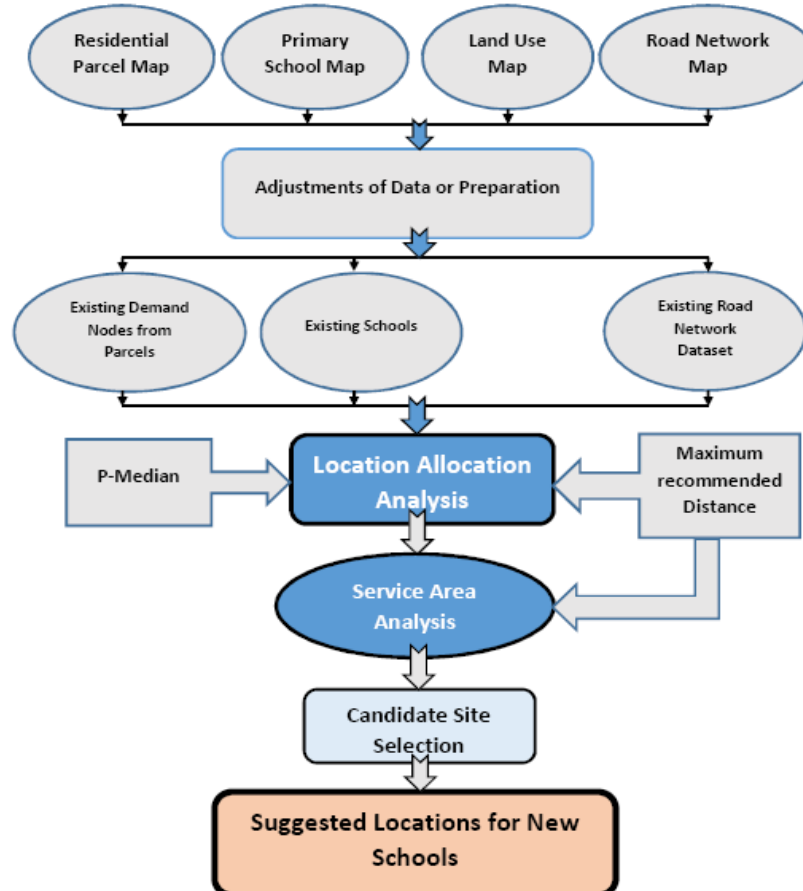 Residential
Parcel Map
Primary
School Map
Land Use
Map
Road Network
Map
Adjustments of Data or Preparation
Existing Demand
Nodes from
Parcels
Existing Schools
Existing Road
Network
Dataset
P-Median
Location Allocation
Analysis
Maximum
recommended
Distance
Service Area
Analysis
Candidate Site
Selection
Suggested Locations for New
Schools